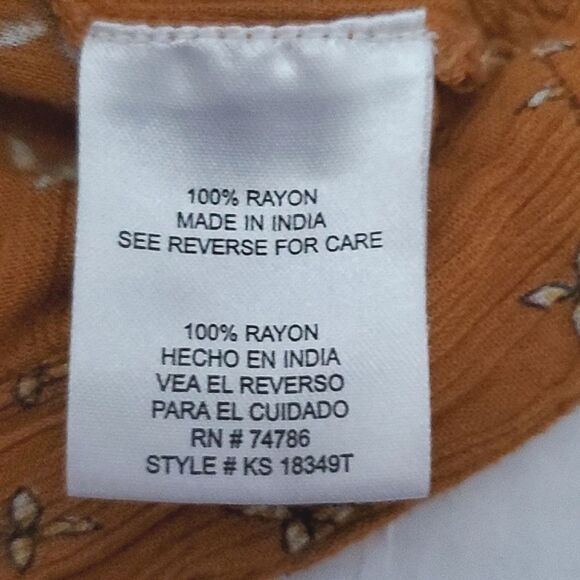 100% RAYON
MADE IN INDIA
SEE REVERSE FOR CARE
100% RAYON
HECHO EN INDIA
VEA EL REVERSO
PARA EL CUIDADO
RN # 74786
STYLE # KS 18349T